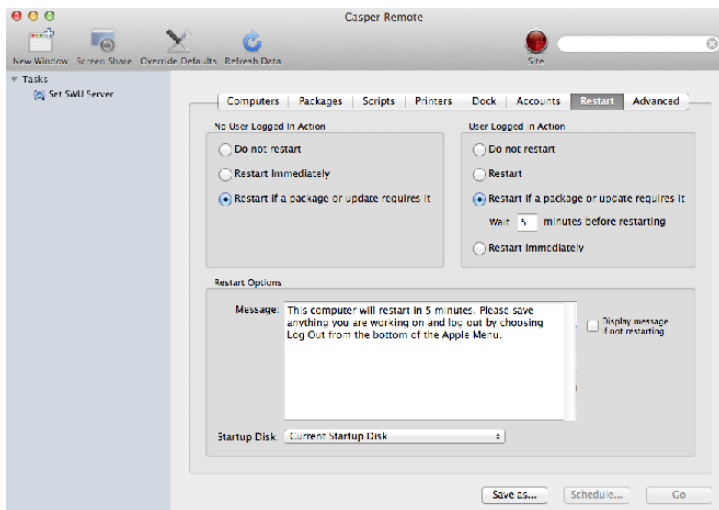 Casper Remote
New Window Screen Share Override Defaults Refresh Data Site
Tasks
Set SWU Server
Computers Packages Scripts Printers Dock Accounts Restart Advanced
No User Logged In Action User Logged In Action
Do not restart Do not restart
Restart Immediately Restart
Restart if a package or update requires it Restart if a package or update requires it
Wait 5 minutes before restarting
Restart Immediately
Restart Options
Message: This computer will restart in 5 minutes. Please save
anything you are working on and log out by choosing
Log Out from the bottom of the Apple Menu.
Display message
if not restarting
Startup Disk: Current Startup Disk
Save as... Schedule... Go